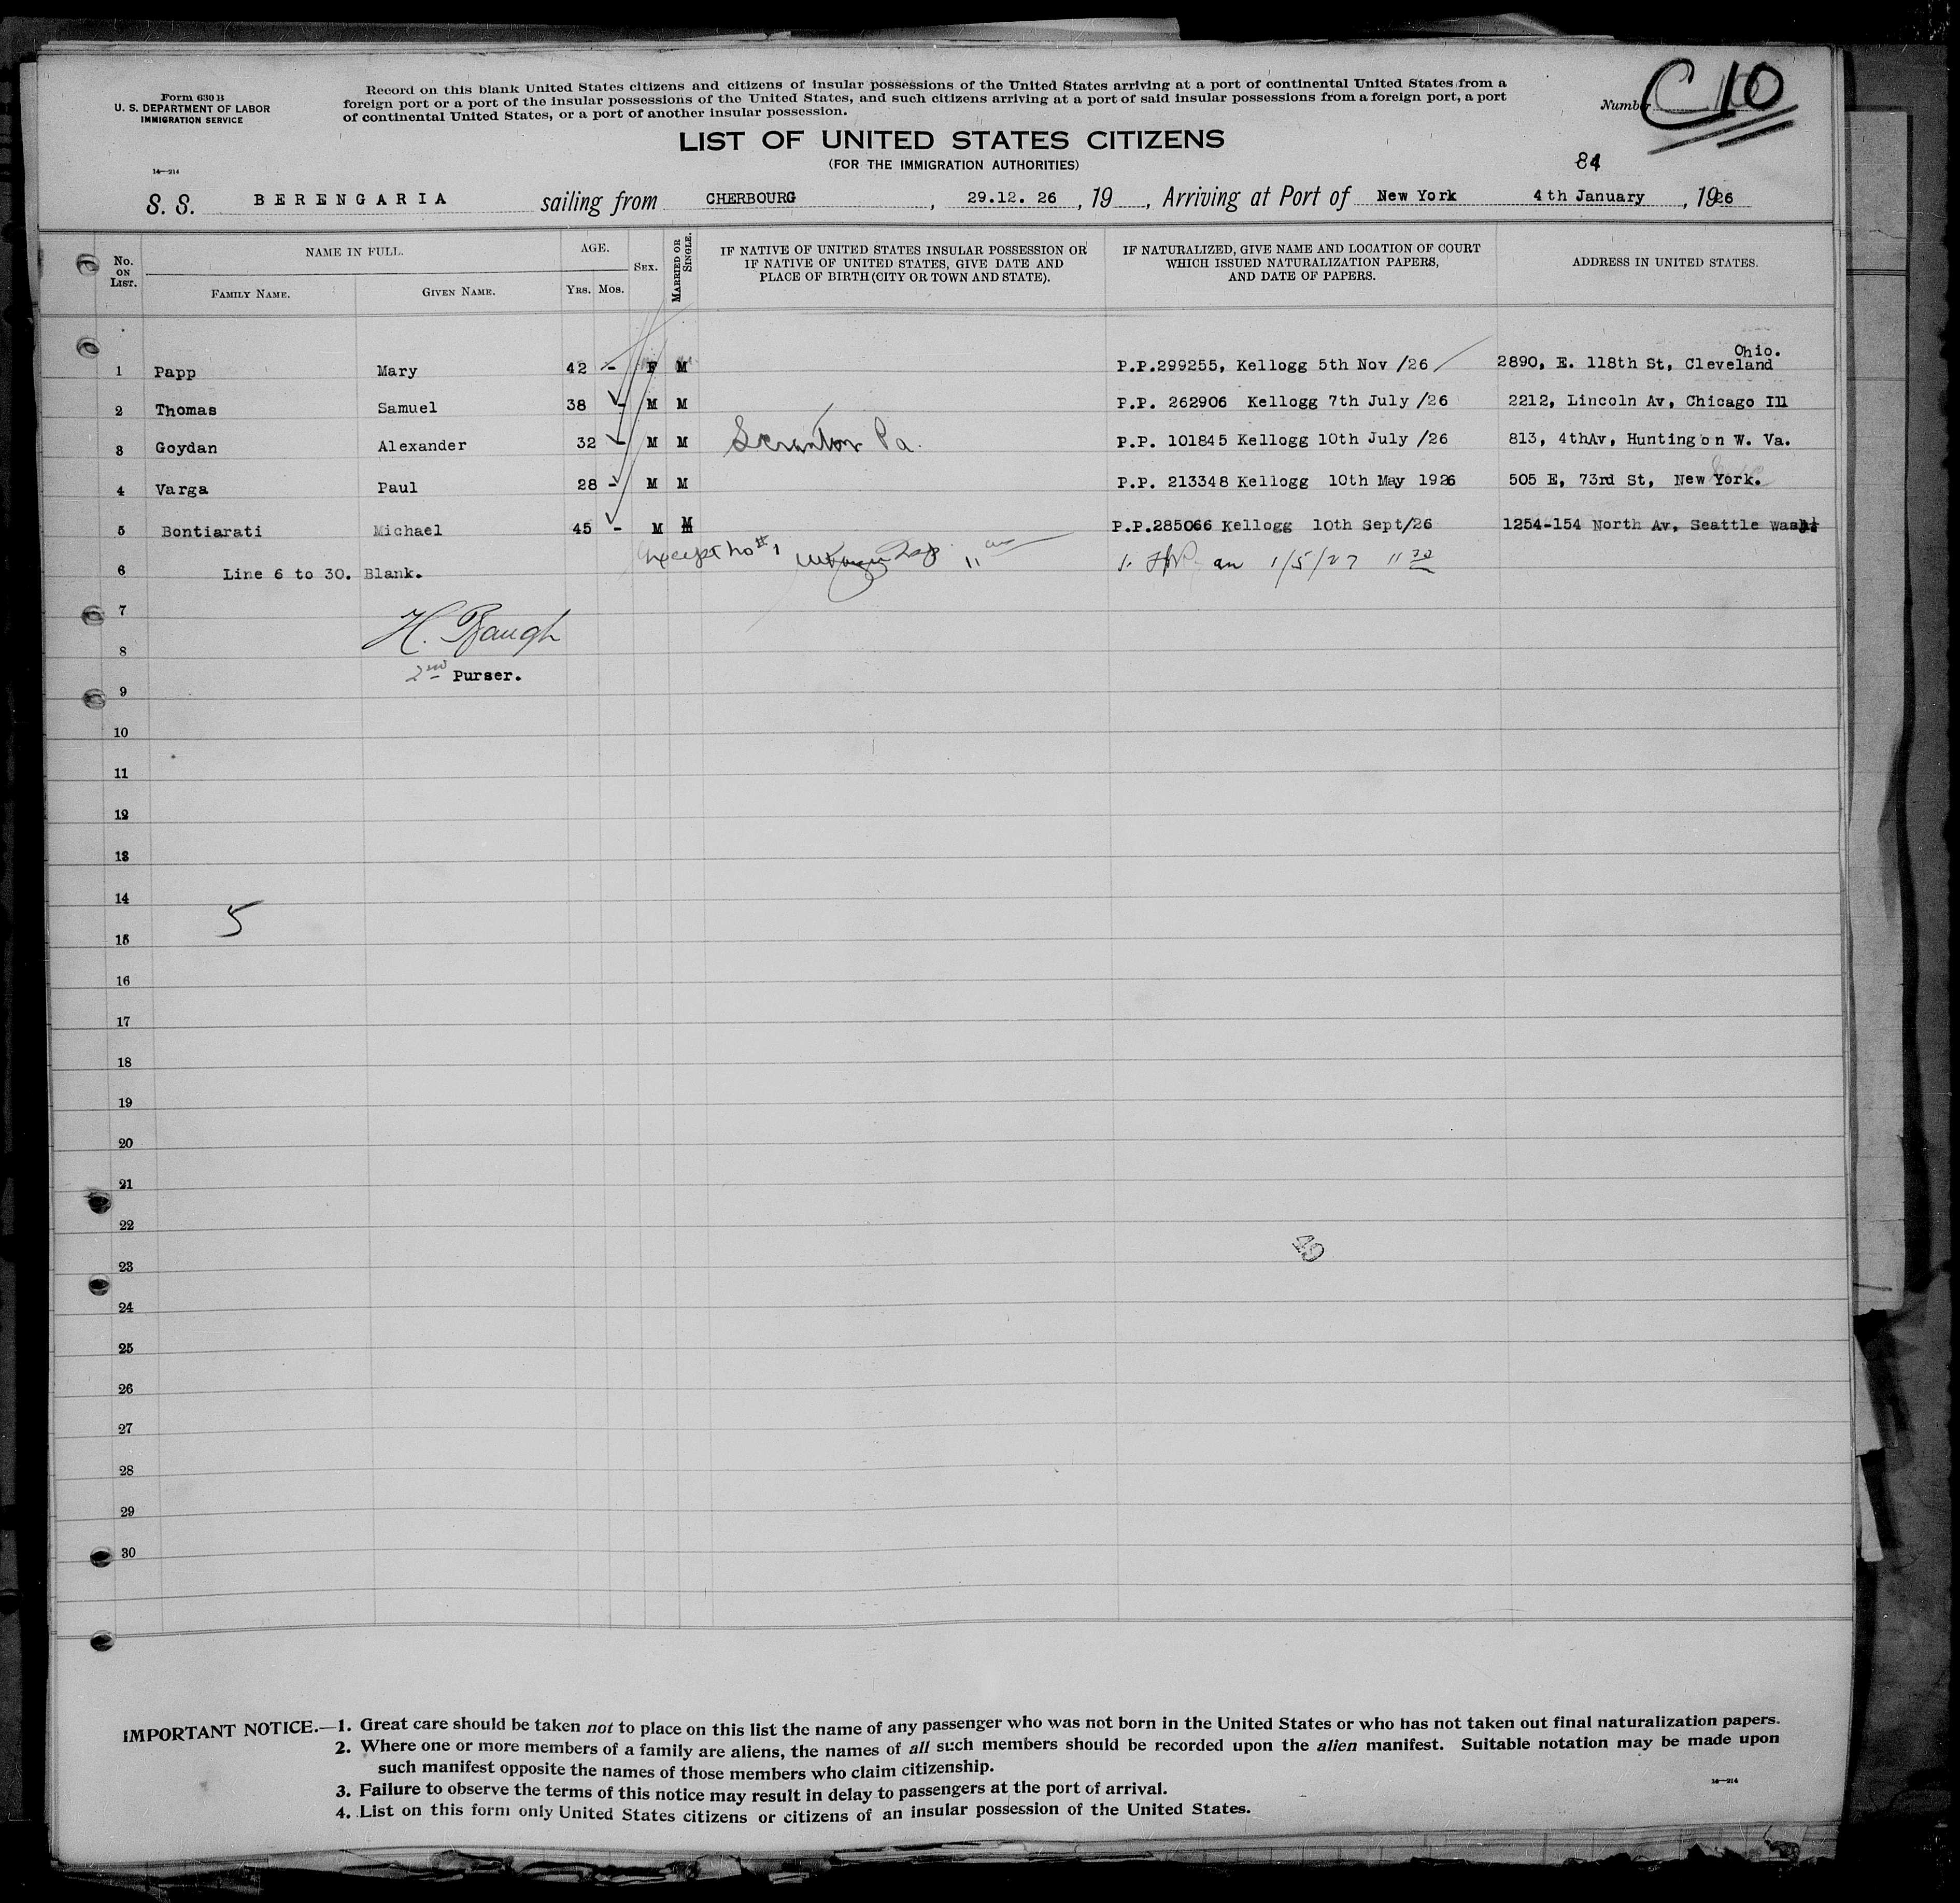 Form 630 B
U. S. DEPARTMENT OF LABOR
IMMIGRATION SERVICE
14—214
Record on this blank United States citizens and citizens of insular possessions of the United States arriving at a port of continental United States from a
foreign port or a port of the insular possessions of the United States, and such citizens arriving at a port of said insular possessions from a foreign port, a port
of continental United States, or a port of another insular possession.
Number C 10
LIST OF UNITED STATES CITIZENS
(FOR THE IMMIGRATION AUTHORITIES)
84
S. S. BERENGARIA sailing from CHERBOURG, 29.12. 26, 19, Arriving at Port of New York 4th January, 1926
No. ON LIST.
NAME IN FULL.
FAMILY NAME. GIVEN NAME.
AGE.
YRS. MOS.
SEX.
MARRIED OR SINGLE.
IF NATIVE OF UNITED STATES INSULAR POSSESSION OR
IF NATIVE OF UNITED STATES, GIVE DATE AND
PLACE OF BIRTH (CITY OR TOWN AND STATE).
IF NATURALIZED, GIVE NAME AND LOCATION OF COURT
WHICH ISSUED NATURALIZATION PAPERS,
AND DATE OF PAPERS.
ADDRESS IN UNITED STATES.
1 Papp Mary 42 - F M P.P.299255, Kellogg 5th Nov /26 2890, E. 118th St, Cleveland Ohio.
2 Thomas Samuel 38 - M M P.P. 262906 Kellogg 7th July /26 2212, Lincoln Av, Chicago Ill
3 Goydan Alexander 32 - M M Scranton Pa. P.P. 101845 Kellogg 10th July /26 813, 4thAv, Huntington W. Va.
4 Varga Paul 28 - M M P.P. 213348 Kellogg 10th May 1926 505 E, 73rd St, New York.
5 Bontiarati Michael 45 - M M P.P.285066 Kellogg 10th Sept/26 1254-154 North Av, Seattle Wash
Except No #1
1/5/27 11 30
6 Line 6 to 30. Blank.
7
H. Baugh
8
2nd Purser.
9
10
11
12
13
14
5
15
16
17
18
19
20
21
22
49
23
24
25
26
27
28
29
30
IMPORTANT NOTICE.—1. Great care should be taken not to place on this list the name of any passenger who was not born in the United States or who has not taken out final naturalization papers.
2. Where one or more members of a family are aliens, the names of all such members should be recorded upon the alien manifest. Suitable notation may be made upon
such manifest opposite the names of those members who claim citizenship.
3. Failure to observe the terms of this notice may result in delay to passengers at the port of arrival.
14—214
4. List on this form only United States citizens or citizens of an insular possession of the United States.